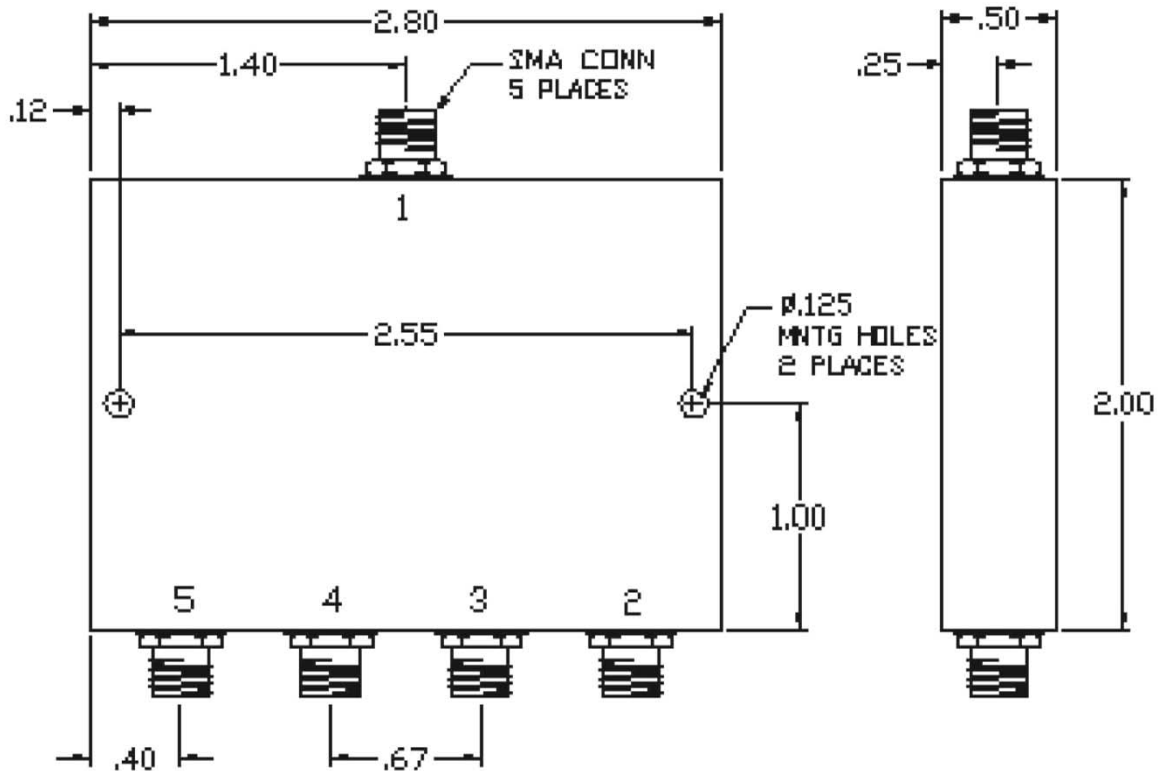 2.80
.50
1.40
SMA CONN
5 PLACES
.25
.12
1
Ø.125
MNTG HOLES
2 PLACES
2.55
2.00
1.00
5 4 3 2
.40
.67